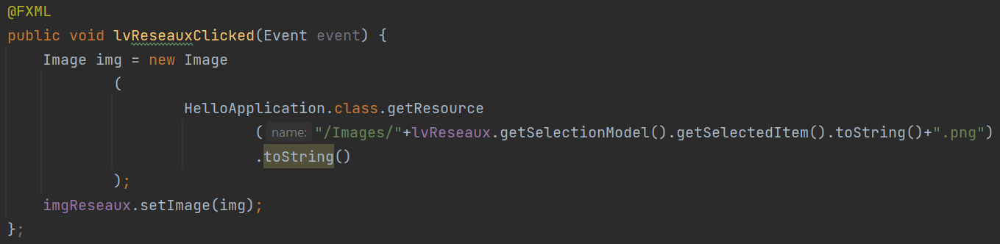 @FXML
public void lvReseauxClicked(Event event) {
    Image img = new Image
            (
                    HelloApplication.class.getResource
                            ( name: "/Images/"+lvReseaux.getSelectionModel().getSelectedItem().toString()+".png")
                            .toString()
            );
    imgReseaux.setImage(img);
};